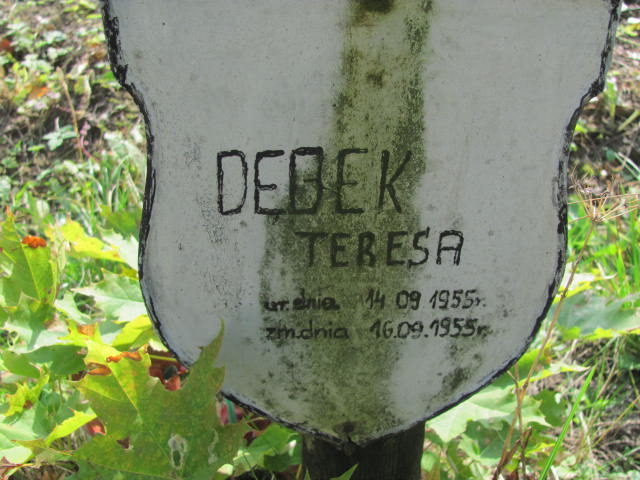 DEBEK
TERESA
ur.dnia 14 09 1955r.
zm.dnia 16.09.1955r.